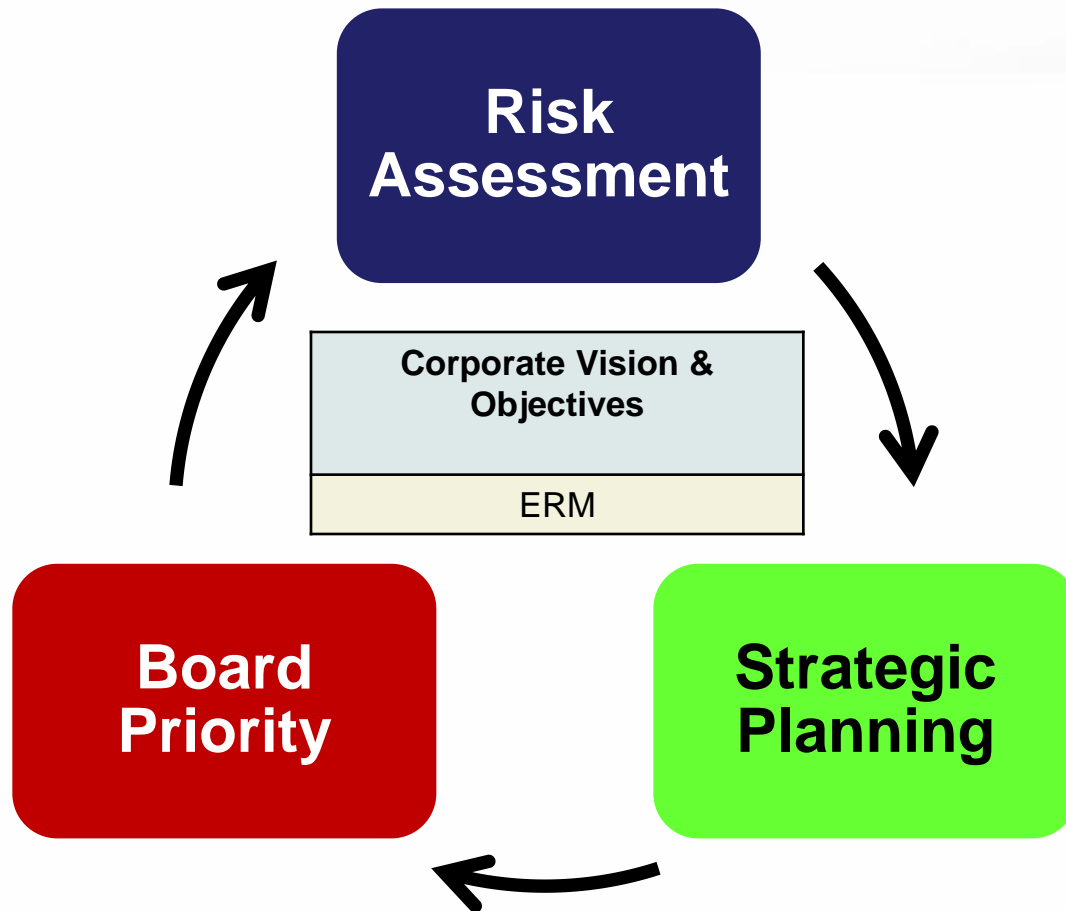 Risk
Assessment
Corporate Vision &
Objectives
ERM
Board
Priority
Strategic
Planning